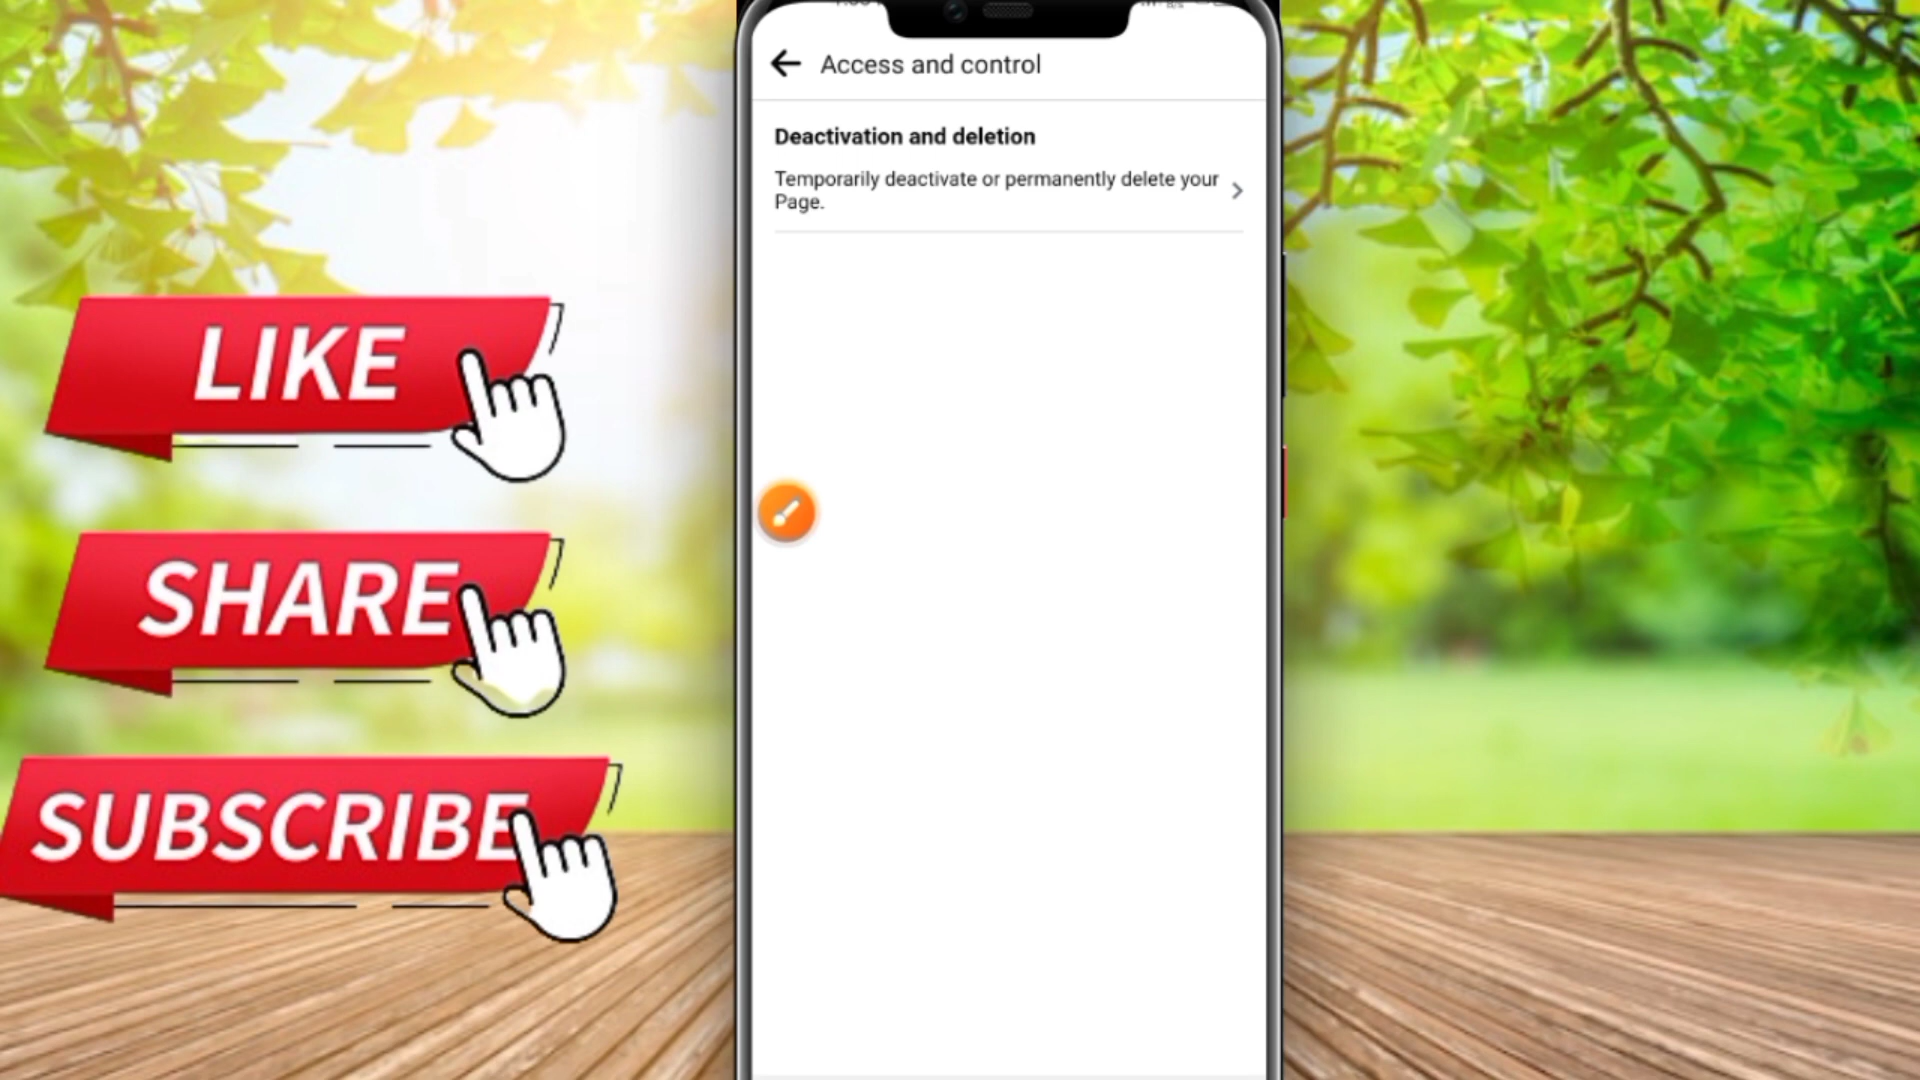 Access and control
Deactivation and deletion
Temporarily deactivate or permanently delete your
Page.
LIKE
SHARE
SUBSCRIBE